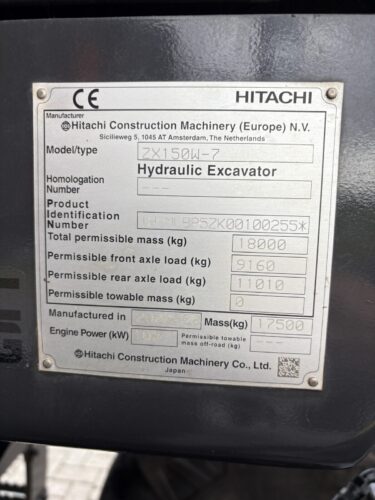 CE HITACHI
Manufacturer
Hitachi Construction Machinery (Europe) N.V.
Sicilieweg 5, 1045 AT Amsterdam, The Netherlands
Model/type ZX150W-7
Hydraulic Excavator
Homologation
Number ---
Product
Identification
Number
Total permissible mass (kg) 18000
Permissible front axle load (kg) 9160
Permissible rear axle load (kg) 11010
Permissible towable mass (kg) 0
Manufactured in Mass(kg) 17500
Engine Power (kW) Permissible towable
mass off-road (kg) ---
Hitachi Construction Machinery Co., Ltd.
Japan